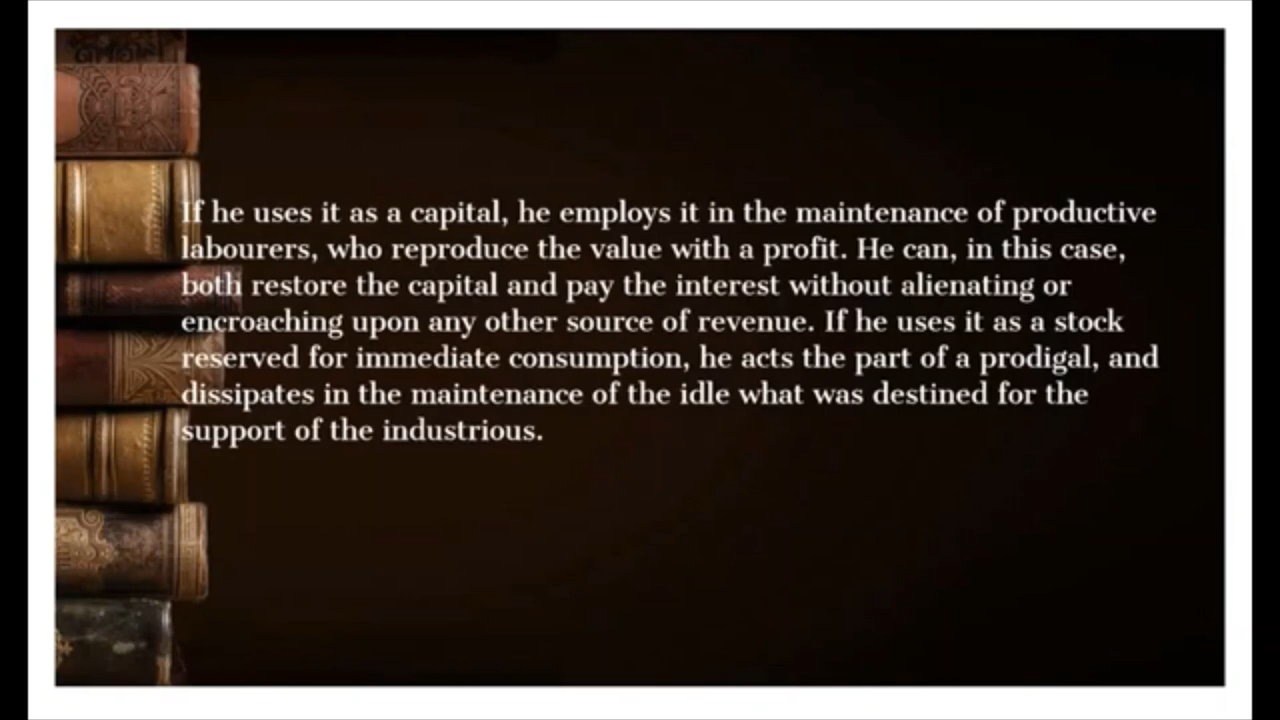 If he uses it as a capital, he employs it in the maintenance of productive
labourers, who reproduce the value with a profit. He can, in this case,
both restore the capital and pay the interest without alienating or
encroaching upon any other source of revenue. If he uses it as a stock
reserved for immediate consumption, he acts the part of a prodigal, and
dissipates in the maintenance of the idle what was destined for the
support of the industrious.